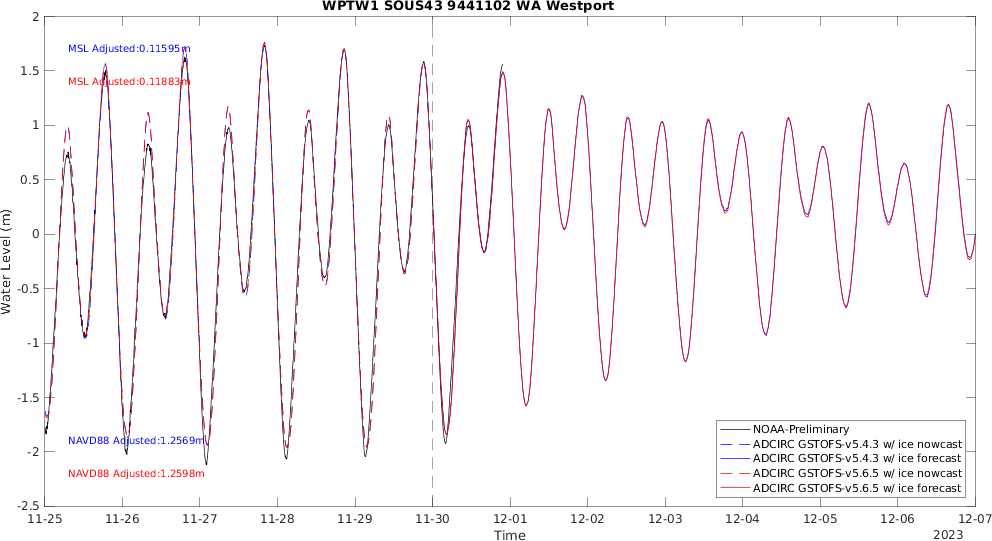 WPTW1 SOUS43 9441102 WA Westport
2
1.5
1
0.5
0
-0.5
-1
-1.5
-2
-2.5
Water Level (m)
MSL Adjusted:0.11595m
MSL Adjusted:0.11883m
NAVD88 Adjusted:1.2569m
NAVD88 Adjusted:1.2598m
NOAA-Preliminary
ADCIRC GSTOFS-v5.4.3 w/ ice nowcast
ADCIRC GSTOFS-v5.4.3 w/ ice forecast
ADCIRC GSTOFS-v5.6.5 w/ ice nowcast
ADCIRC GSTOFS-v5.6.5 w/ ice forecast
11-25 11-26 11-27 11-28 11-29 11-30 12-01 12-02 12-03 12-04 12-05 12-06 12-07
Time
2023